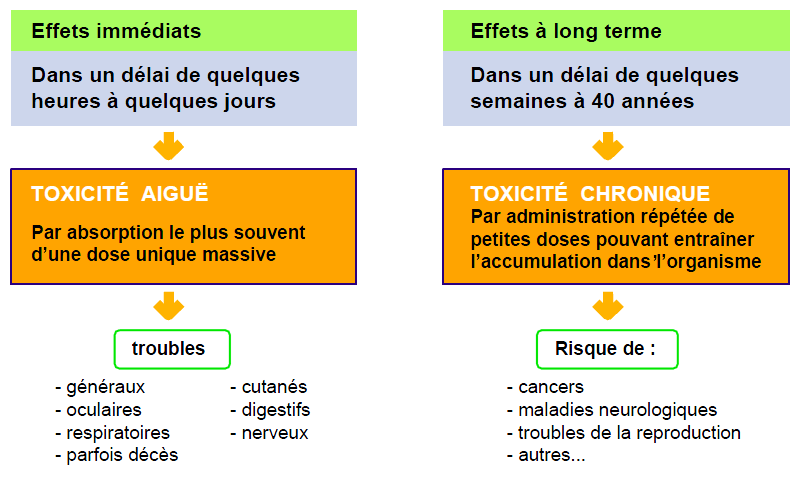 Effets immédiats
Dans un délai de quelques
heures à quelques jours
TOXICITÉ AIGUË
Par absorption le plus souvent
d'une dose unique massive
troubles
- généraux
- oculaires
- respiratoires
- parfois décès
- cutanés
- digestifs
- nerveux
Effets à long terme
Dans un délai de quelques
semaines à 40 années
TOXICITÉ CHRONIQUE
Par administration répétée de
petites doses pouvant entraîner
l'accumulation dans l'organisme
Risque de :
- cancers
- maladies neurologiques
- troubles de la reproduction
- autres...